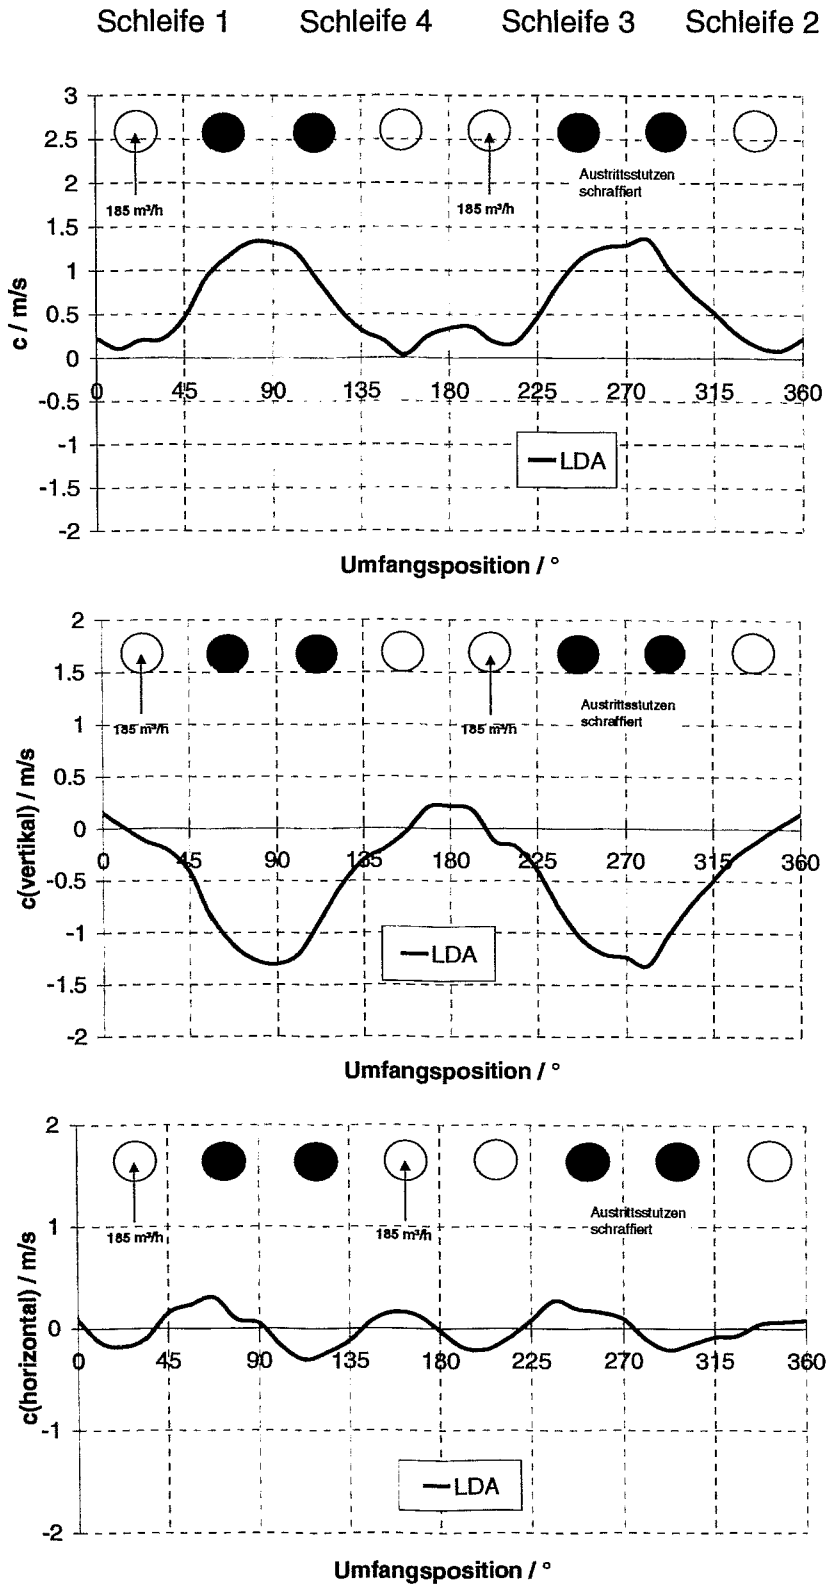 Schleife 1 Schleife 4 Schleife 3 Schleife 2
3
2.5
2
1.5
1
0.5
0
-0.5
-1
-1.5
-2
c / m/s
185 m³/h
185 m³/h
Austrittsstutzen
schraffiert
0 45 90 135 180 225 270 315 360
LDA
Umfangsposition / °
2
1.5
1
0.5
0
-0.5
-1
-1.5
-2
c(vertikal) / m/s
185 m³/h
185 m³/h
Austrittsstutzen
schraffiert
0 45 90 135 180 225 270 315 360
LDA
Umfangsposition / °
2
1
0
-1
-2
c(horizontal) / m/s
185 m³/h
185 m³/h
Austrittsstutzen
schraffiert
0 45 90 135 180 225 270 315 360
LDA
Umfangsposition / °